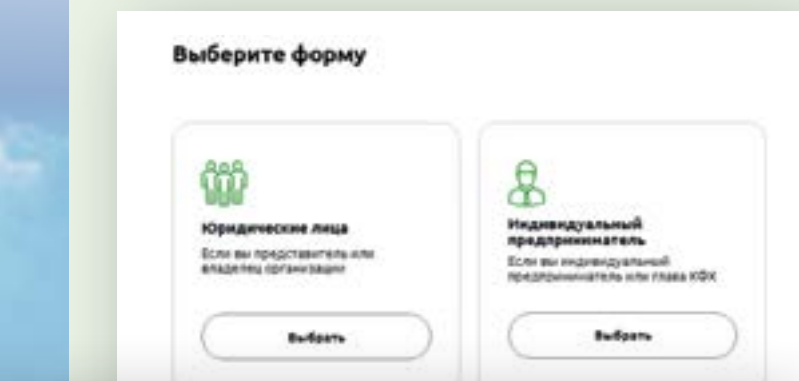 Выберите форму
Юридические лица
Если вы представитель или
владелец организации
Выбрать
Индивидуальный
предприниматель
Если вы индивидуальный
предприниматель или глава КФХ
Выбрать